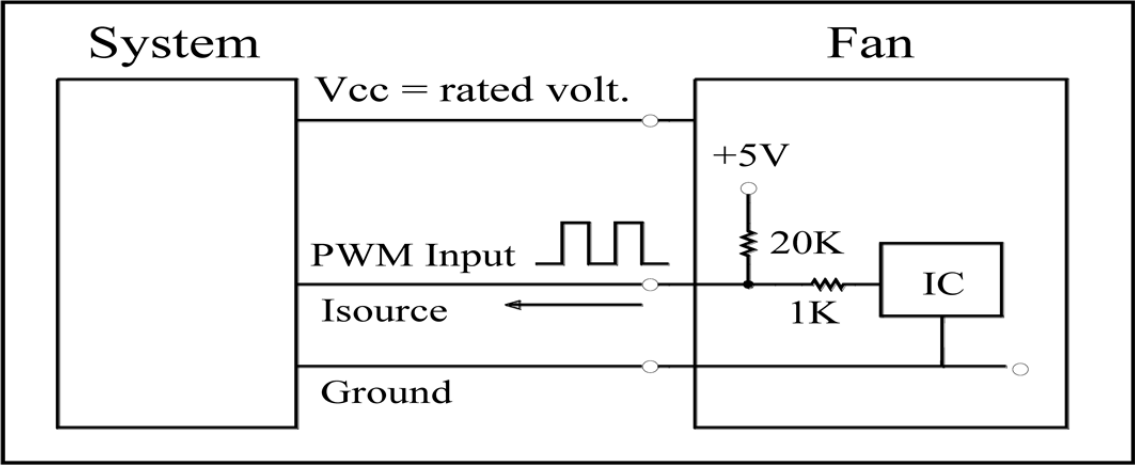 System
Fan
Vcc = rated volt.
+5V
20K
PWM Input
IC
Isource
1K
Ground